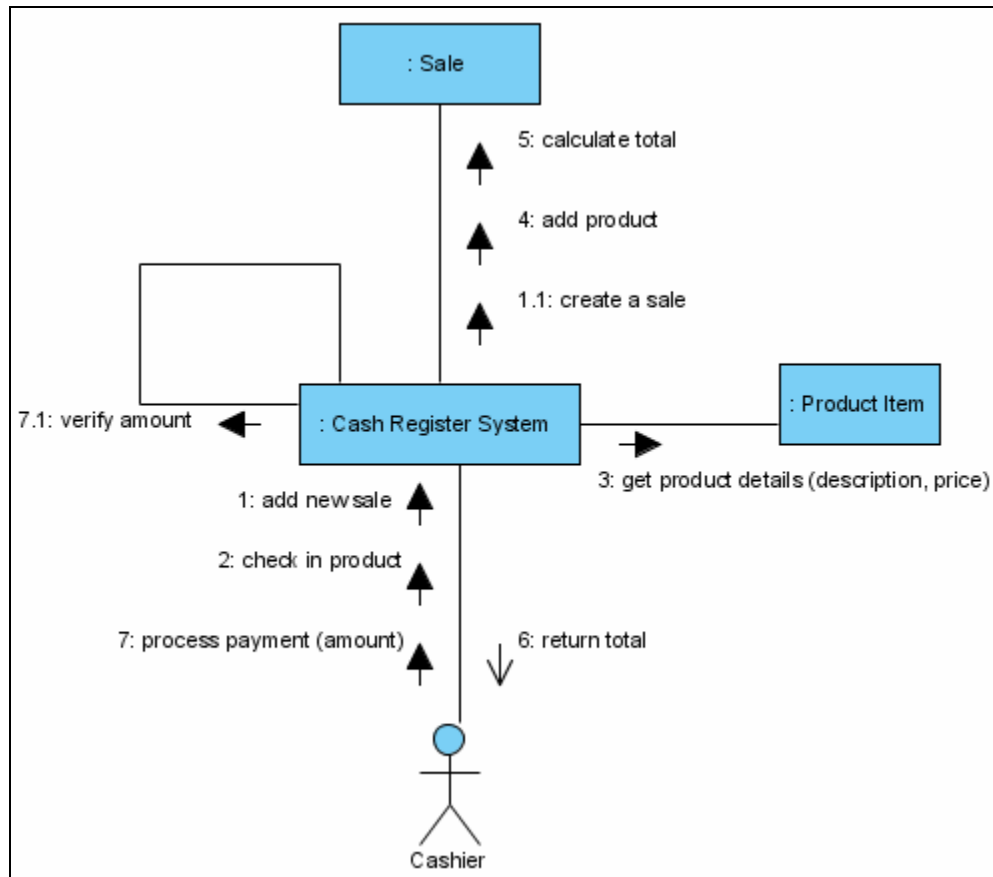 : Sale
5: calculate total
4: add product
1.1: create a sale
: Product Item
7.1: verify amount
: Cash Register System
3: get product details (description, price)
1: add new sale
2: check in product
7: process payment (amount)
6: return total
Cashier